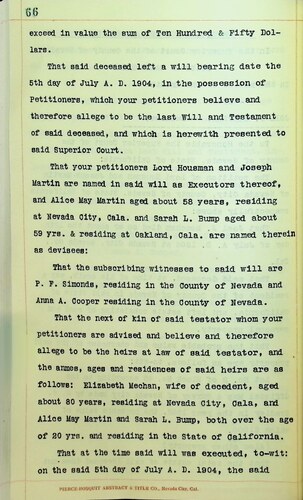 66
exceed in value the sum of Ten Hundred & Fifty Dol-
lars.
That said deceased left a will bearing date the
5th day of July A. D. 1904, in the possession of
Petitioners, which your petitioners believe and
therefore allege to be the last Will and Testament
of said deceased, and which is herewith presented to
said Superior Court.
That your petitioners Lord Housman and Joseph
Martin are named in said will as Executors thereof,
and Alice May Martin aged about 58 years, residing
at Nevada City, Cala. and Sarah L. Bump aged about
59 yrs. & residing at Oakland, Cala. are named therein
as devisees:
That the subscribing witnesses to said will are
P. F. Simonds, residing in the County of Nevada and
Anna A. Cooper residing in the County of Nevada.
That the next of kin of said testator whom your
petitioners are advised and believe and therefore
allege to be the heirs at law of said testator, and
the anmes, ages and residences of said heirs are as
follows: Elizabeth Mechan, wife of decedent, aged
about 80 years, residing at Nevada City, Cala, and
Alice May Martin and Sarah L. Bump, both over the age
of 20 yrs. and residing in the State of California.
That at the time said will was executed, to-wit:
on the said 5th day of July A. D. 1904, the said
PIERCE-DOZGIT ABSTRACT & TITLE CO., Nevada City, Cal.